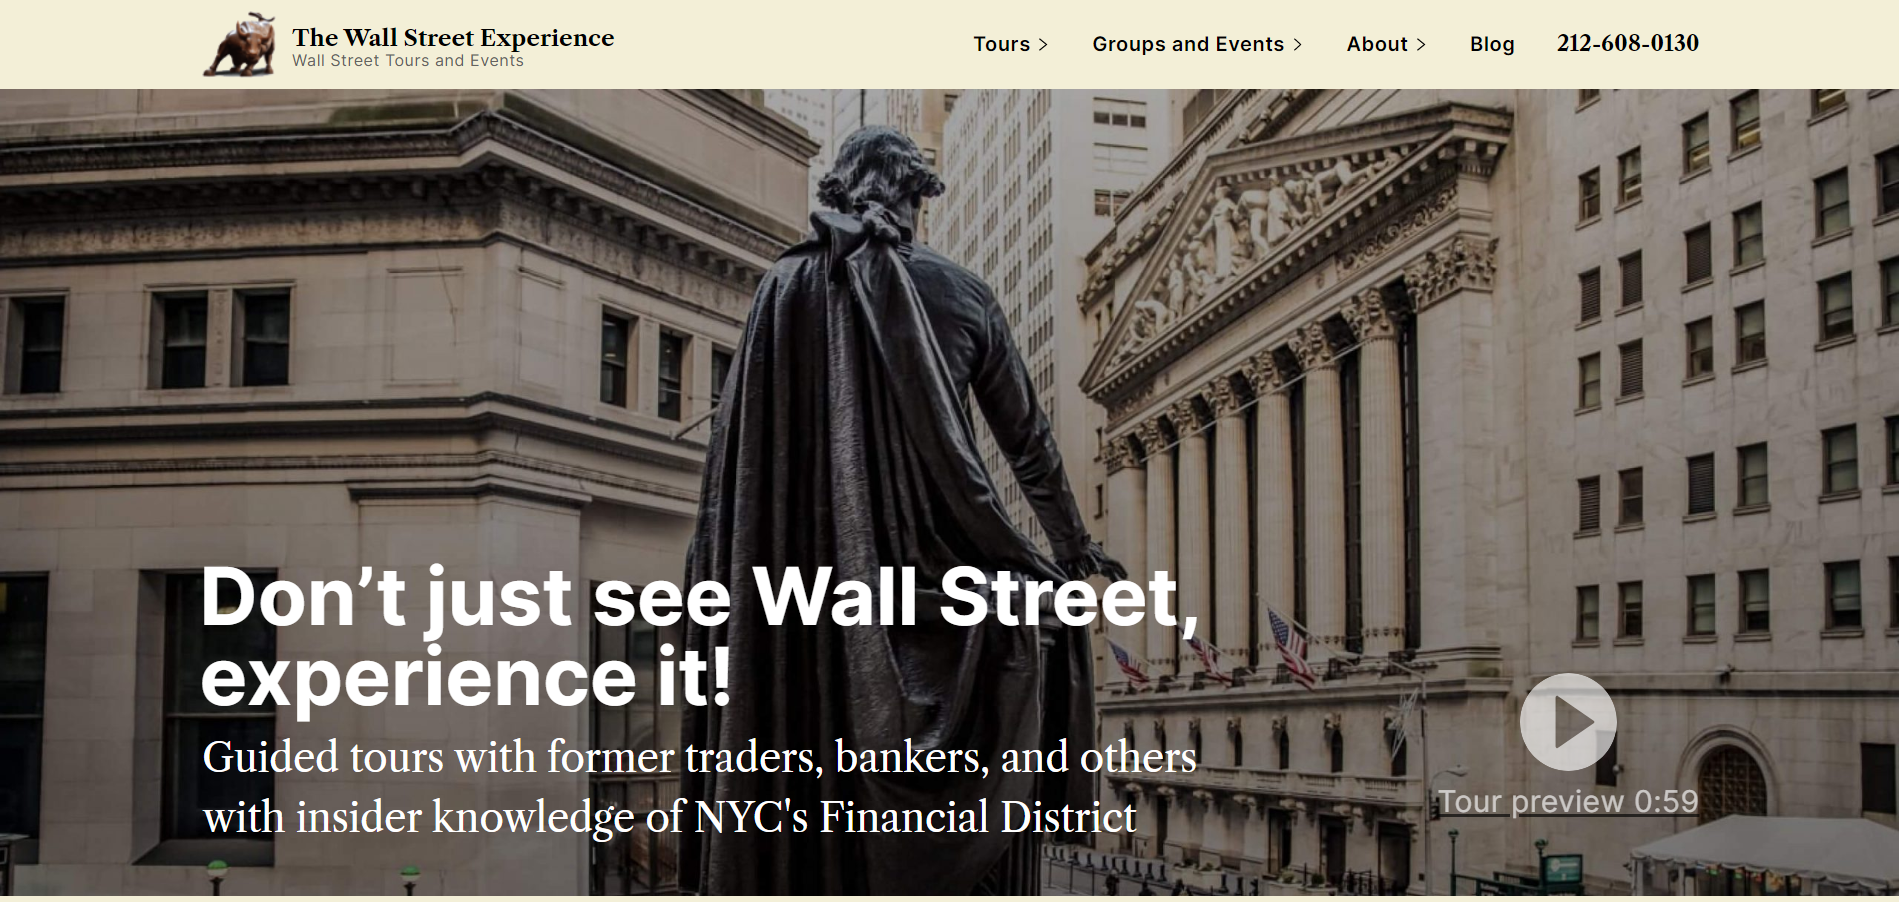 The Wall Street Experience
Wall Street Tours and Events
Tours
Groups and Events
About
Blog
212-608-0130
Don’t just see Wall Street,
experience it!
Guided tours with former traders, bankers, and others
with insider knowledge of NYC's Financial District
Tour preview 0:59